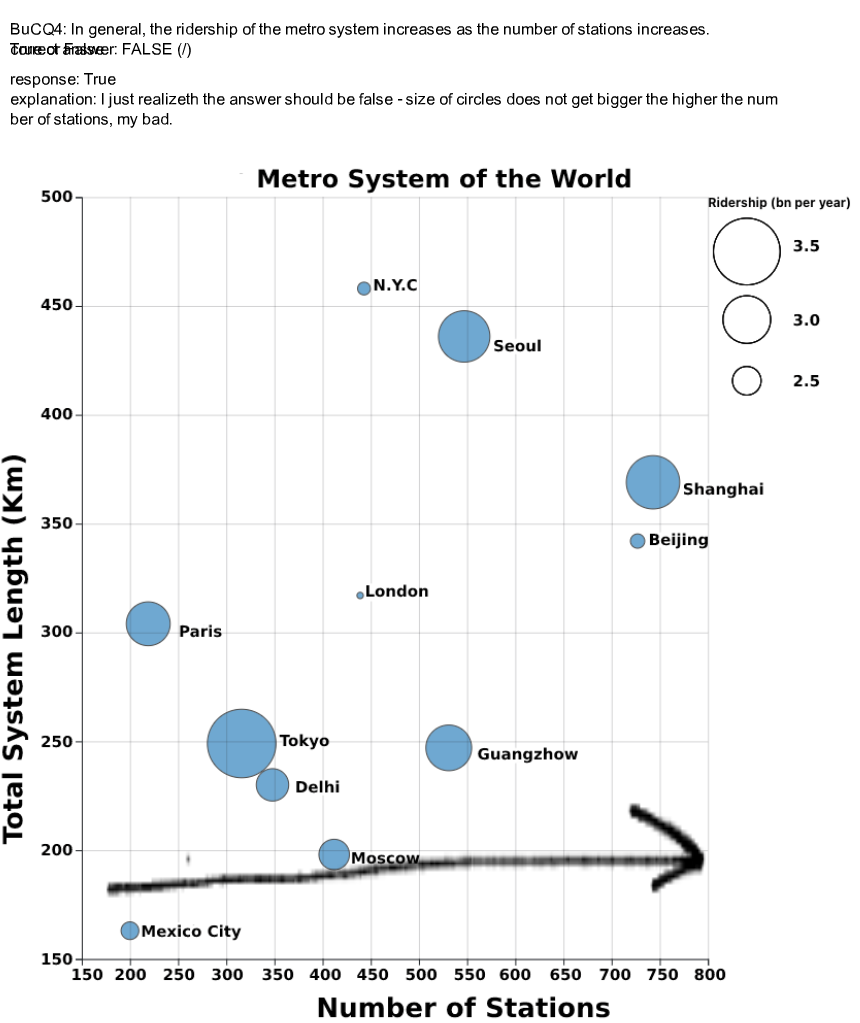 BuCQ4: In general, the ridership of the metro system increases as the number of stations increases.
True or False
correct answer: FALSE (/)
response: True
explanation: I just realizeth the answer should be false - size of circles does not get bigger the higher the num
ber of stations, my bad.
Metro System of the World
Ridership (bn per year)
3.5
3.0
2.5
500
450
400
350
300
250
200
150
Total System Length (Km)
N.Y.C
Seoul
Shanghai
Beijing
London
Paris
Tokyo
Guangzhow
Delhi
Moscow
Mexico City
150 200 250 300 350 400 450 500 550 600 650 700 750 800
Number of Stations